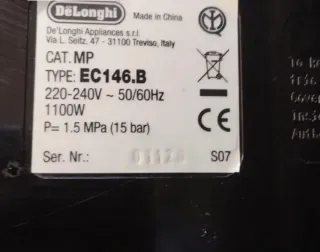 DeLonghi Made in China
De'Longhi Appliances s.r.l.
Via L. Seitz, 47 - 31100 Treviso, Italy
CAT. MP
TYPE: EC146.B
220-240V ~ 50/60Hz
1100W
P= 1.5 MPa (15 bar)
Ser. Nr.: S07
To